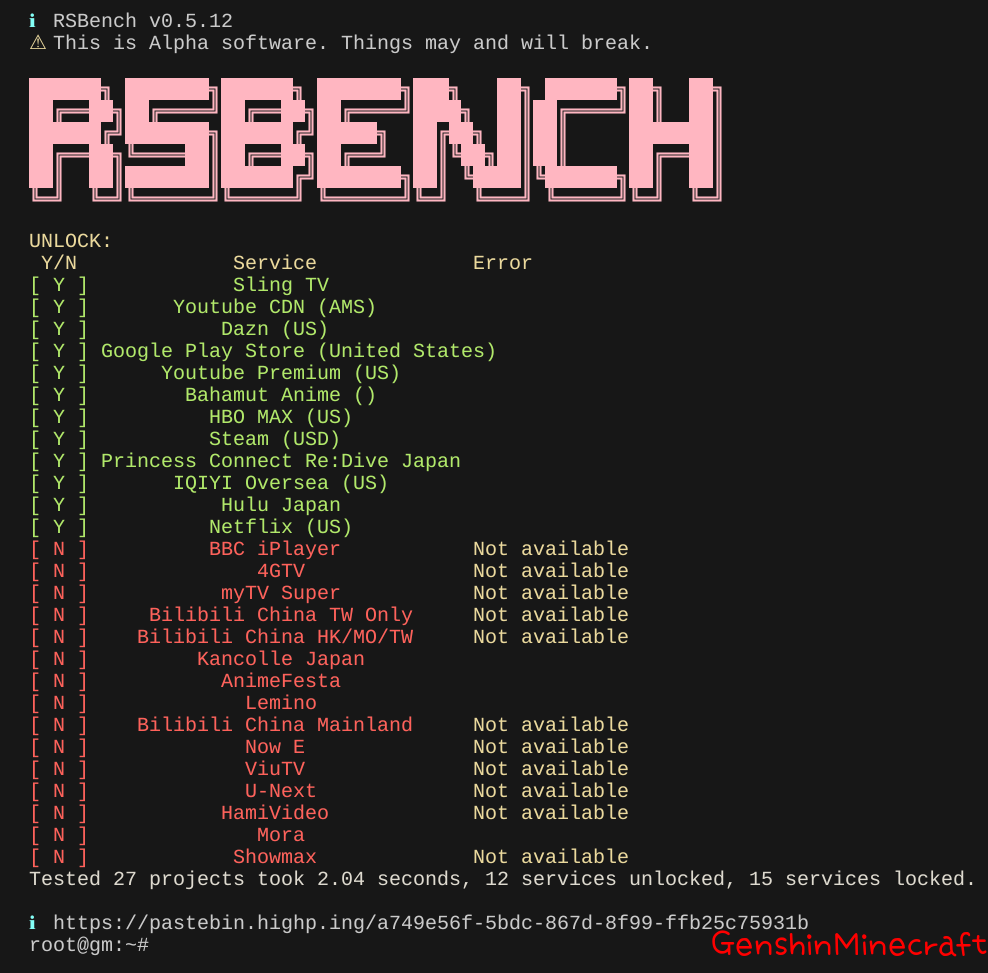 ℹ RSBench v0.5.12
⚠ This is Alpha software. Things may and will break.
RSBENCH
UNLOCK:
Y/N Service Error
[ Y ] Sling TV
[ Y ] Youtube CDN (AMS)
[ Y ] Dazn (US)
[ Y ] Google Play Store (United States)
[ Y ] Youtube Premium (US)
[ Y ] Bahamut Anime ()
[ Y ] HBO MAX (US)
[ Y ] Steam (USD)
[ Y ] Princess Connect Re:Dive Japan
[ Y ] IQIYI Oversea (US)
[ Y ] Hulu Japan
[ Y ] Netflix (US)
[ N ] BBC iPlayer Not available
[ N ] 4GTV Not available
[ N ] myTV Super Not available
[ N ] Bilibili China TW Only Not available
[ N ] Bilibili China HK/MO/TW Not available
[ N ] Kancolle Japan
[ N ] AnimeFesta
[ N ] Lemino
[ N ] Bilibili China Mainland Not available
[ N ] Now E Not available
[ N ] ViuTV Not available
[ N ] U-Next Not available
[ N ] HamiVideo Not available
[ N ] Mora
[ N ] Showmax Not available
Tested 27 projects took 2.04 seconds, 12 services unlocked, 15 services locked.
ℹ https://pastebin.highp.ing/a749e56f-5bdc-867d-8f99-ffb25c75931b
root@gm:~#
GenshinMinecraft